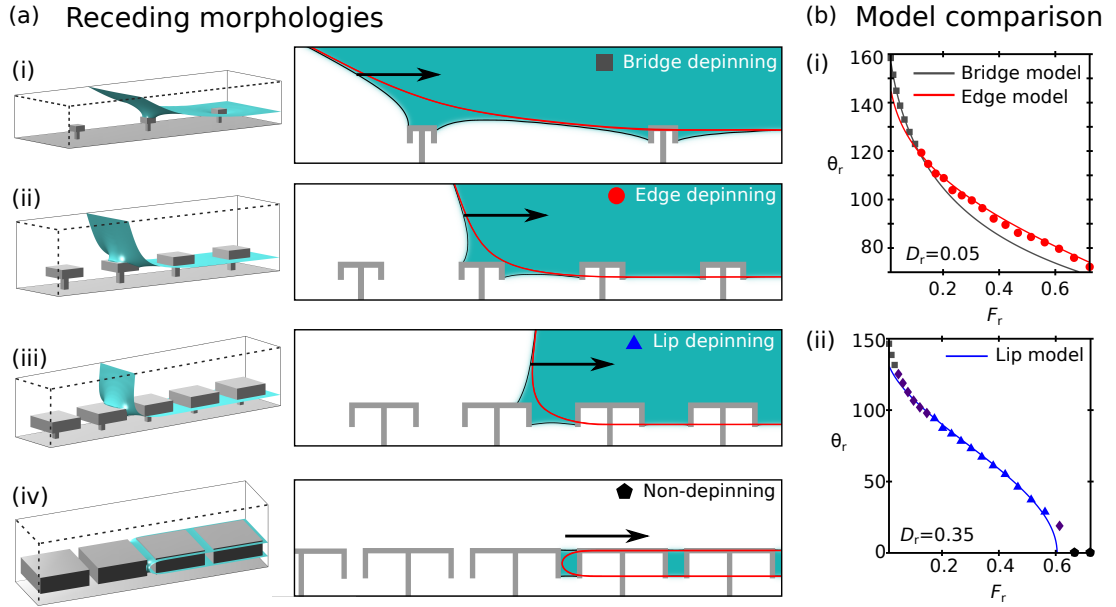 (a) Receding morphologies
(i)
Bridge depinning
(ii)
Edge depinning
(iii)
Lip depinning
(iv)
Non-depinning
(b) Model comparison
(i)
160
140
120
100
80
θr
Bridge model
Edge model
Dr=0.05
0.2 0.4 0.6
Fr
(ii)
150
100
50
0
θr
Lip model
Dr=0.35
0.2 0.4 0.6
Fr